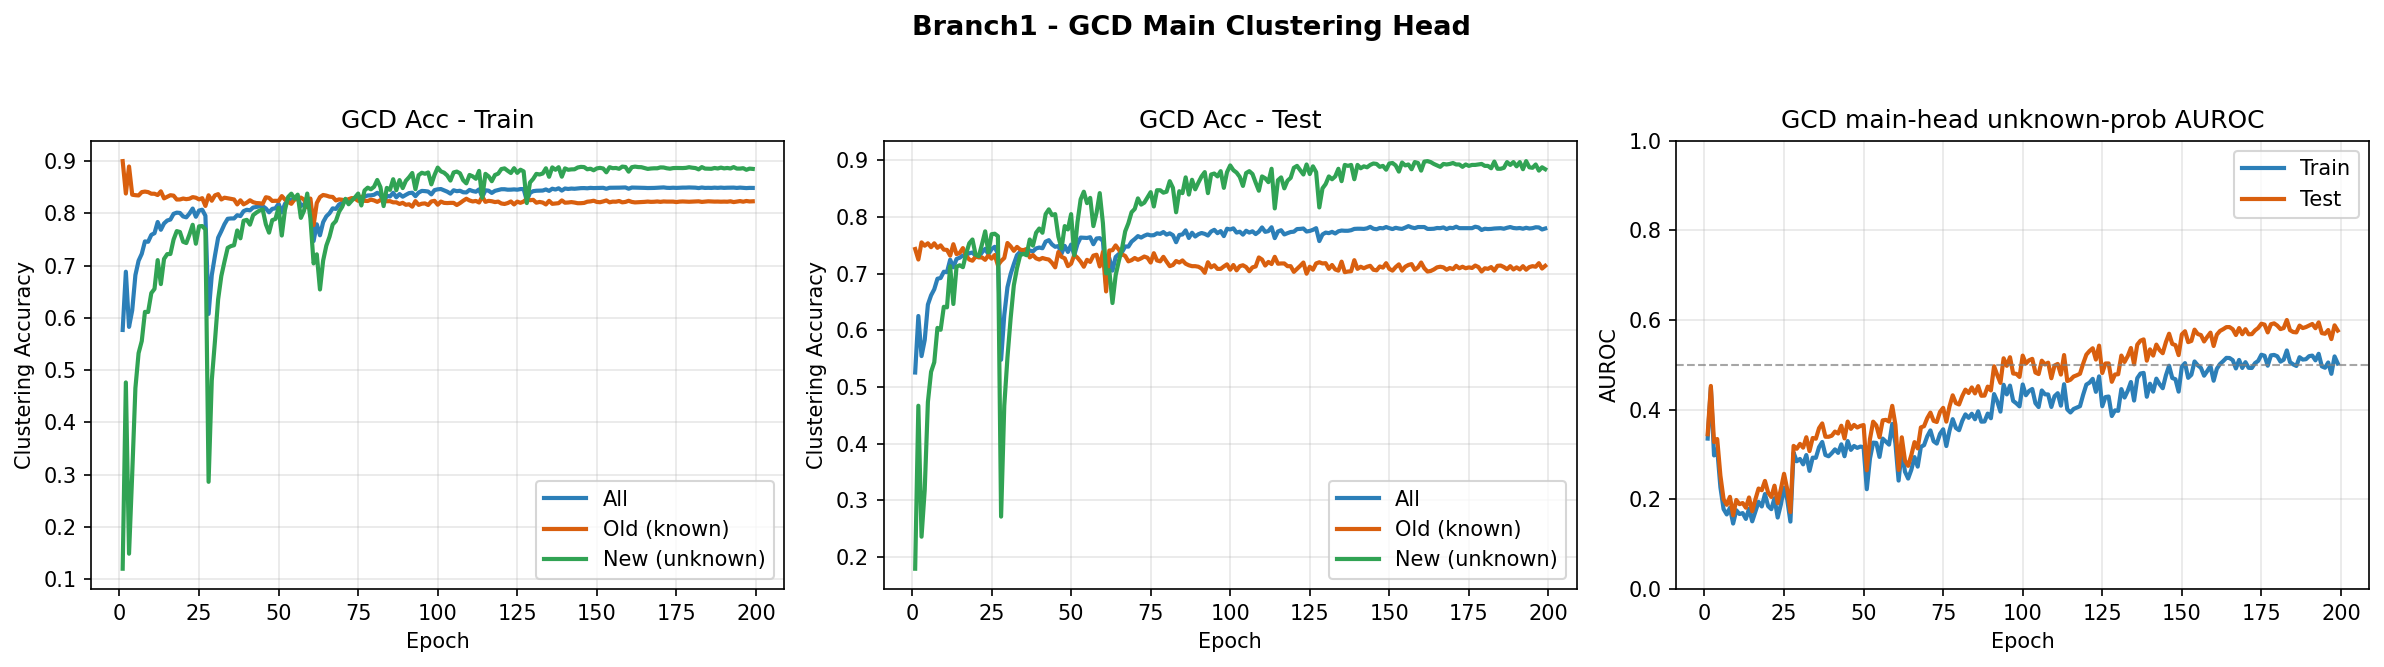 Branch1 - GCD Main Clustering Head
GCD Acc - Train
Clustering Accuracy
0.9
0.8
0.7
0.6
0.5
0.4
0.3
0.2
0.1
0 25 50 75 100 125 150 175 200
Epoch
All
Old (known)
New (unknown)
GCD Acc - Test
Clustering Accuracy
0.9
0.8
0.7
0.6
0.5
0.4
0.3
0.2
0 25 50 75 100 125 150 175 200
Epoch
All
Old (known)
New (unknown)
GCD main-head unknown-prob AUROC
AUROC
1.0
0.8
0.6
0.4
0.2
0.0
0 25 50 75 100 125 150 175 200
Epoch
Train
Test